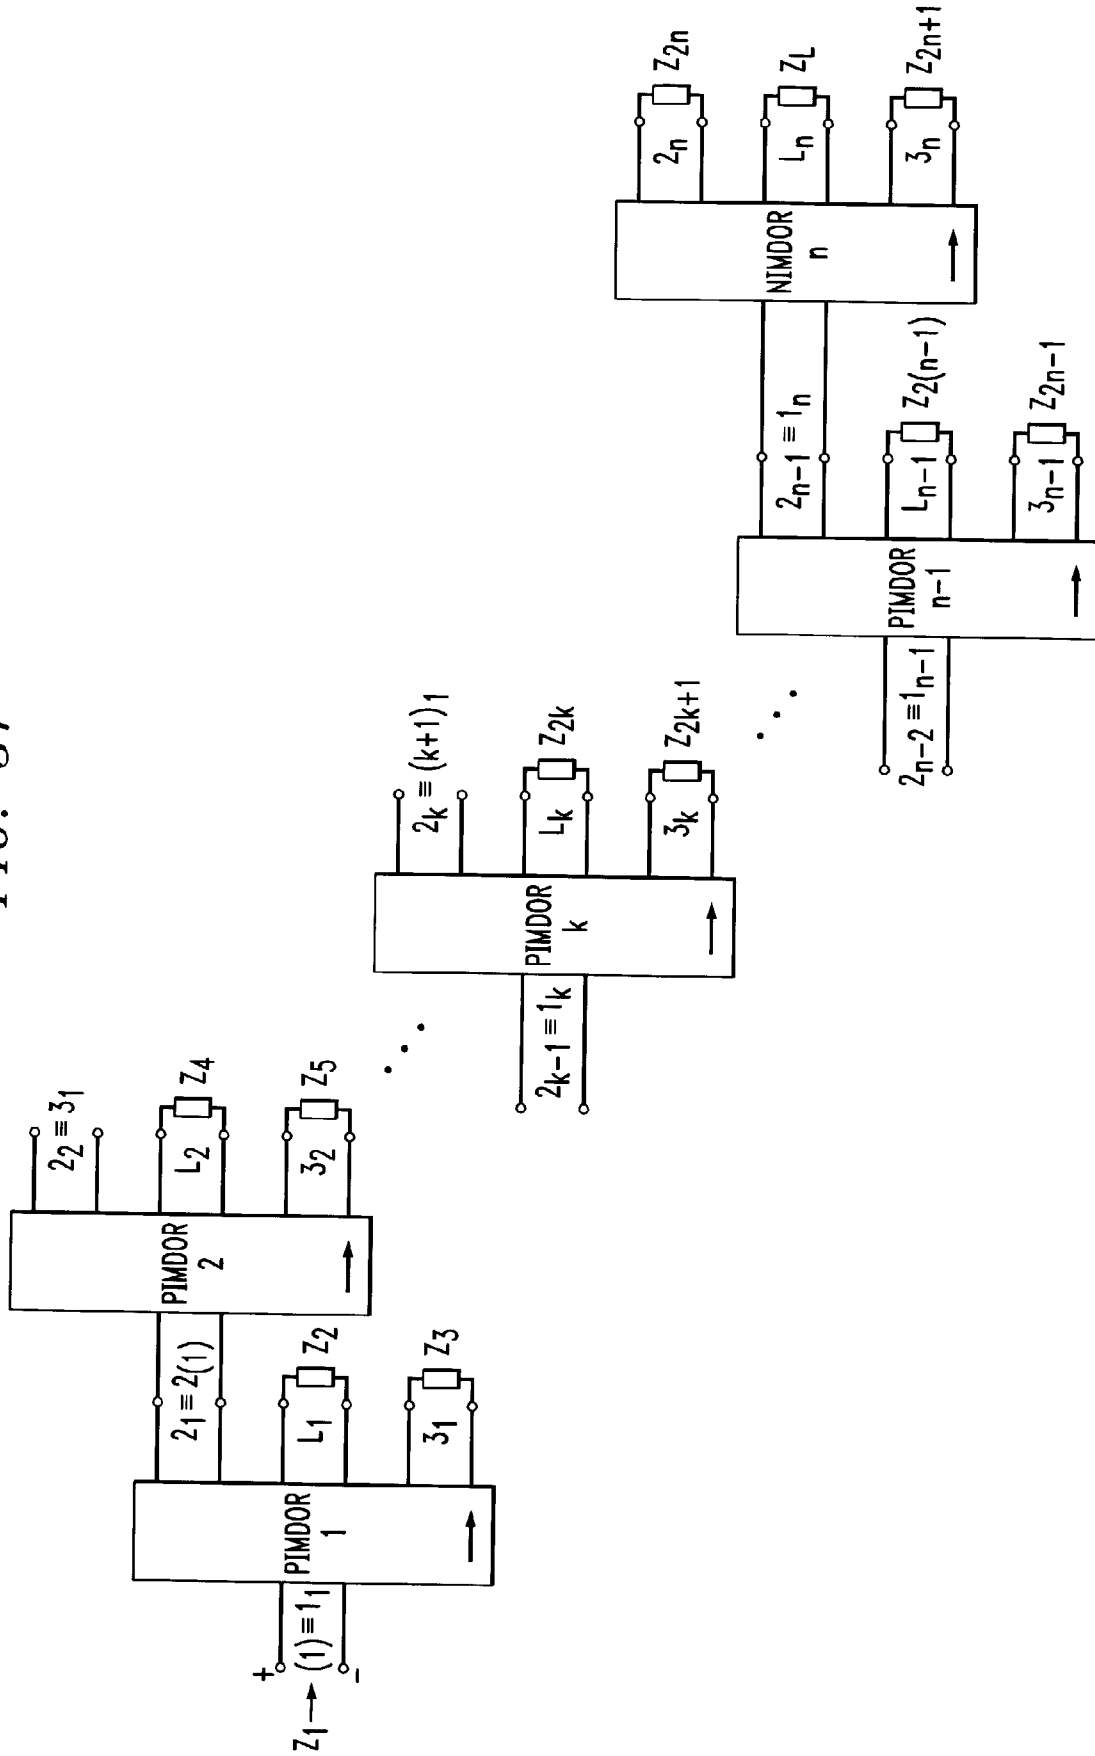 Z₁
+
(1) ≡ 1₁
−
PIMDOR
1
2₁ ≡ 2₍₁₎
L₁
Z₂
3₁
Z₃
PIMDOR
2
2₂ ≡ 3₁
L₂
Z₄
3₂
Z₅
2ₖ₋₁ ≡ 1ₖ
PIMDOR
k
2ₖ ≡ (k+1)₁
Lₖ
Z₂ₖ
3ₖ
Z₂ₖ₊₁
2ₙ₋₂ ≡ 1ₙ₋₁
PIMDOR
n−1
2ₙ₋₁ ≡ 1ₙ
Lₙ₋₁
Z₂₍ₙ₋₁₎
3ₙ₋₁
Z₂ₙ₋₁
NIMDOR
n
2ₙ
Z₂ₙ
Lₙ
Z_L
3ₙ
Z₂ₙ₊₁